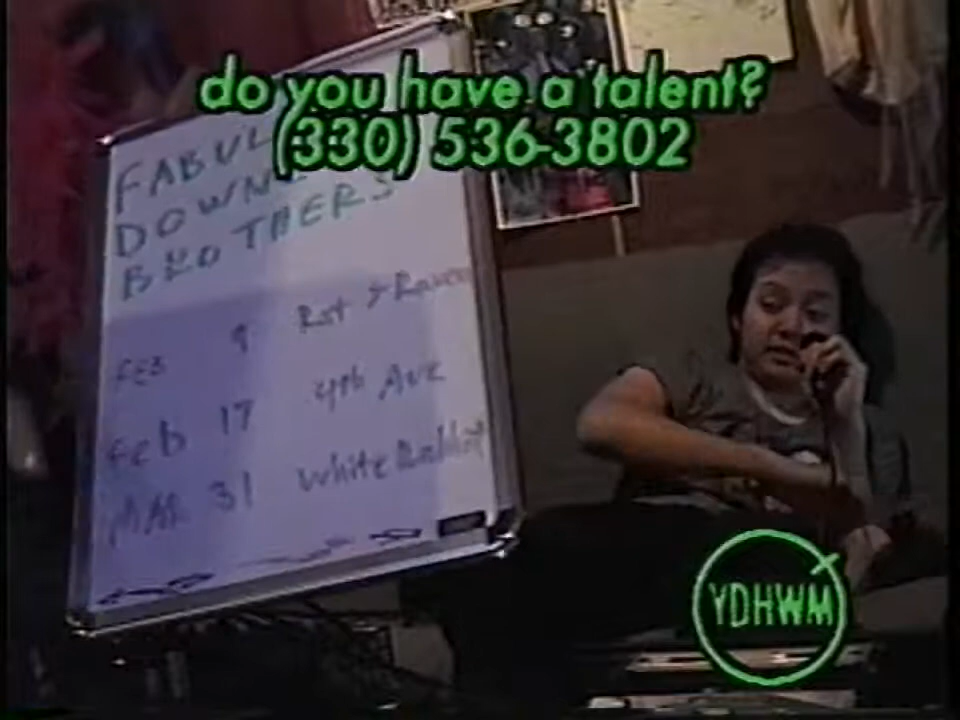 do you have a talent?
(330) 536-3802
FABUL
DOWN
BROTHERS
FEB 9 Rat & Raven
Feb 17 4th Ave
MAR 31 White Rabbit
YDHWM